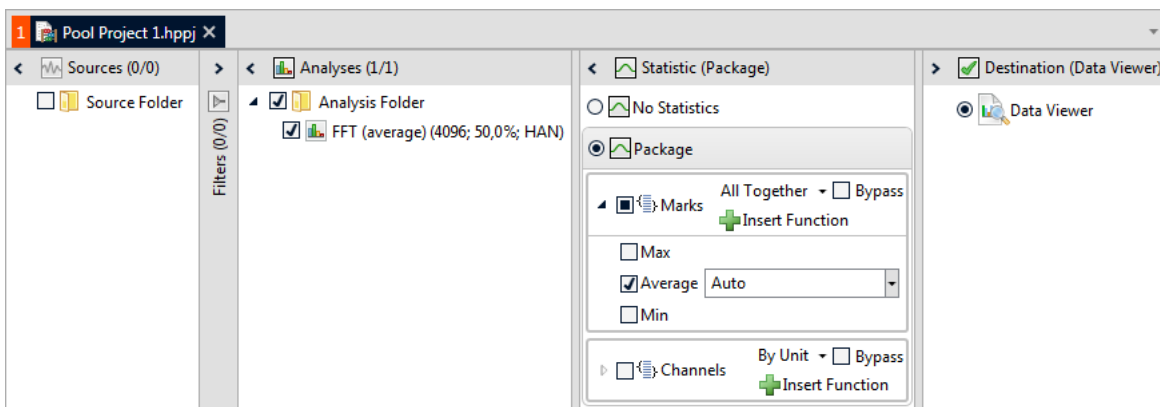 1 Pool Project 1.hppj
Sources (0/0)
Source Folder
Filters (0/0)
Analyses (1/1)
Analysis Folder
FFT (average) (4096; 50,0%; HAN)
Statistic (Package)
No Statistics
Package
Marks All Together Bypass
Insert Function
Max
Average Auto
Min
Channels By Unit Bypass
Insert Function
Destination (Data Viewer)
Data Viewer